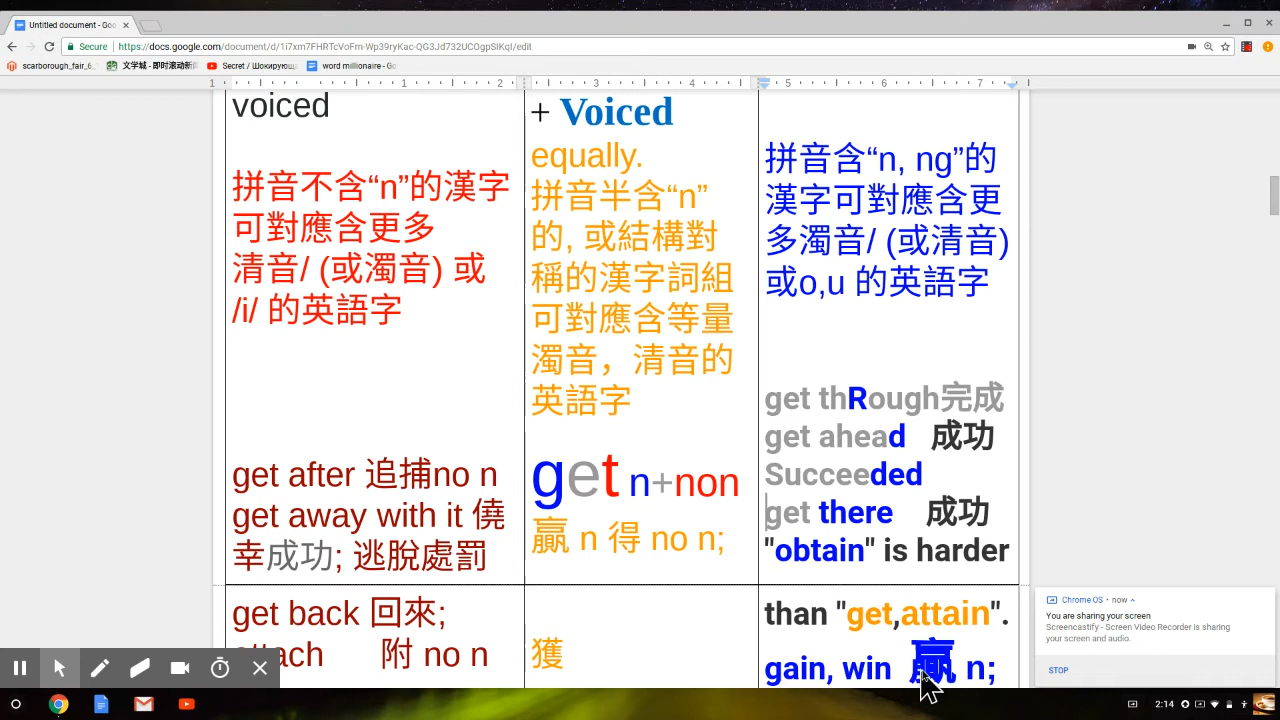 Untitled document - Goo
Secure
https://docs.google.com/document/d/1i7xm7FHRTcVoFm-Wp39ryKac-QG3Jd732UCOgpSIKqI/edit
scarborough_fair_6_
文学城 - 即时滚动新闻
Secret / Шокирующ
word millionaire - Go
1 1 2 3 4 5 6 7
voiced
拼音不含“n”的漢字
可對應含更多
清音/ (或濁音) 或
/i/ 的英語字
get after 追捕no n
get away with it 僥
幸成功; 逃脫處罰
get back 回來;
attach 附 no n
+ Voiced
equally.
拼音半含“n”
的, 或結構對
稱的漢字詞組
可對應含等量
濁音，清音的
英語字
get n+non
贏 n 得 no n;
獲
拼音含“n, ng”的
漢字可對應含更
多濁音/ (或清音)
或o,u 的英語字
get thRough完成
get ahead 成功
Succeeded
get there 成功
"obtain" is harder
than "get,attain".
gain, win 贏 n;
Chrome OS • now
You are sharing your screen
Screencastify - Screen Video Recorder is sharing
your screen and audio.
STOP
2:14